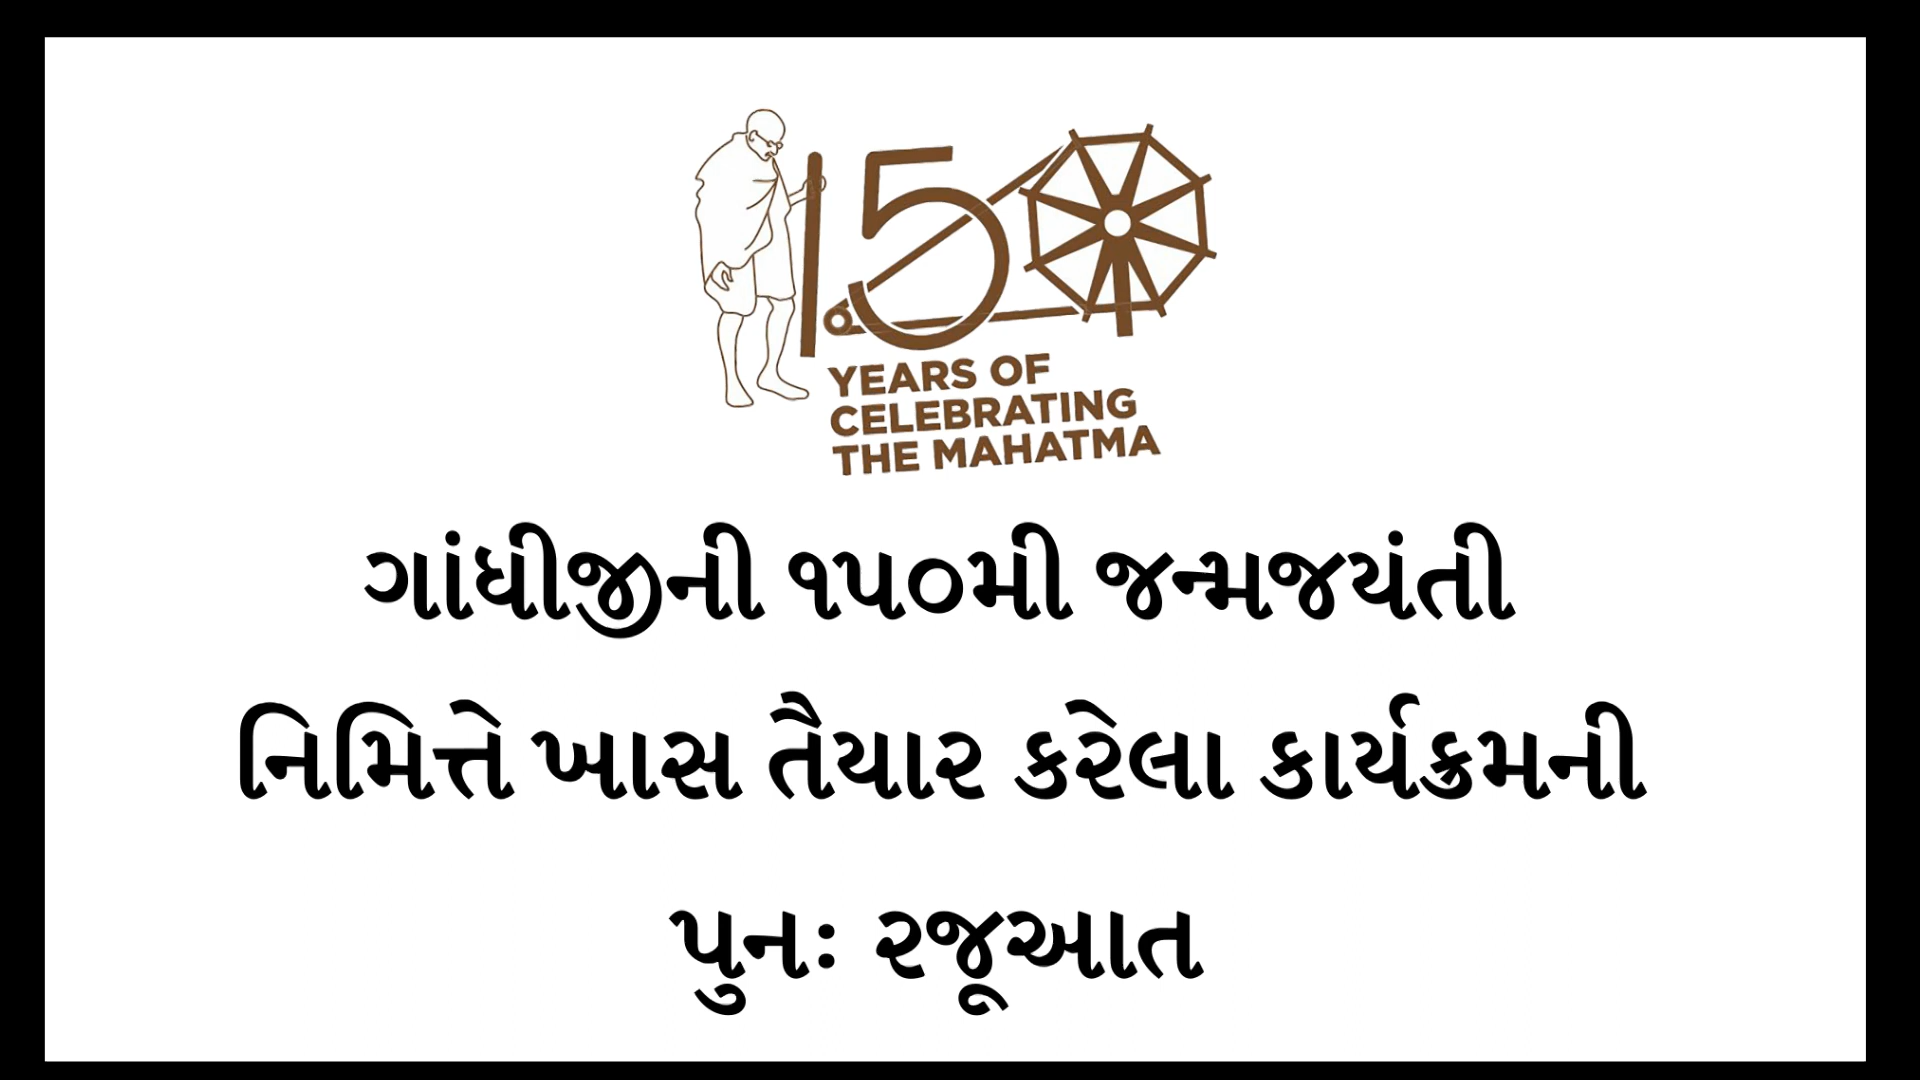 150
YEARS OF
CELEBRATING
THE MAHATMA
ગાંધીજીની ૧૫૦મી જન્મજયંતી
નિમિત્તે ખાસ તૈયાર કરેલા કાર્યક્રમની
પુનઃ રજૂઆત